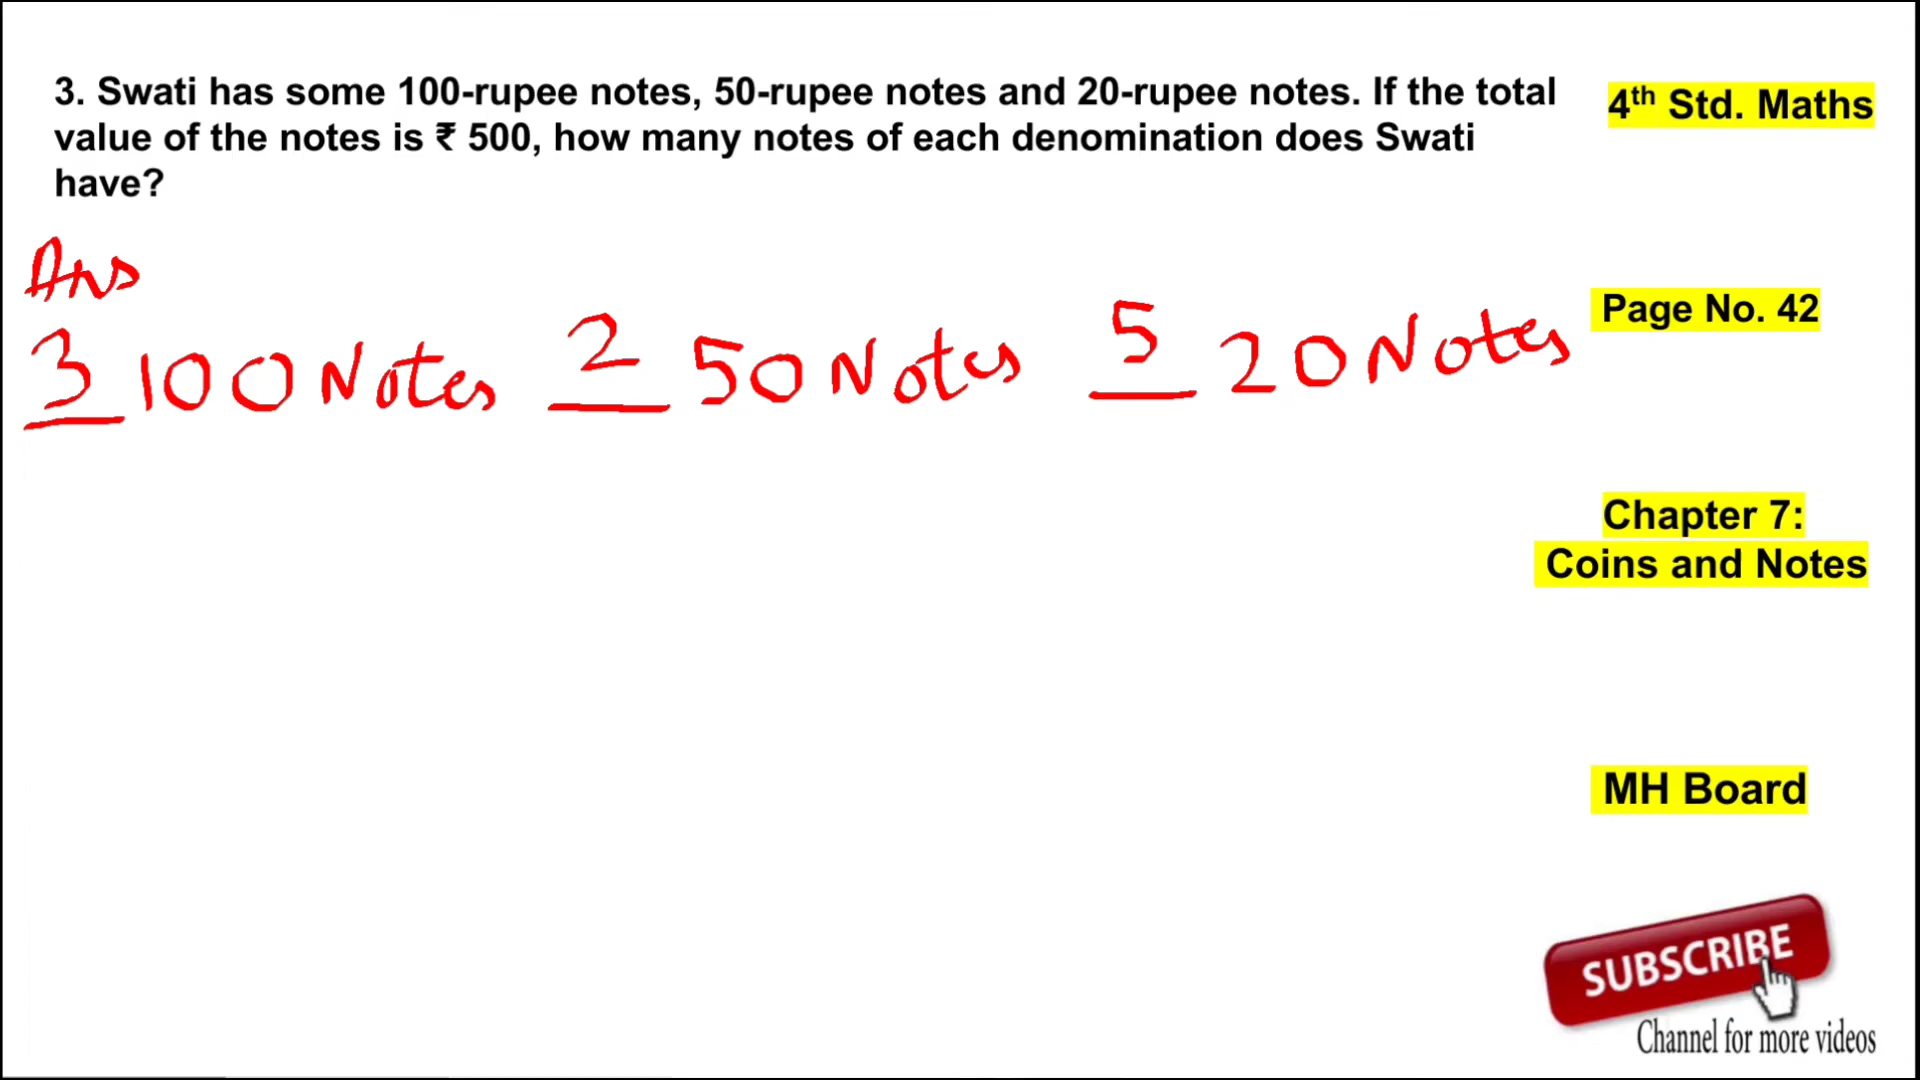 3. Swati has some 100-rupee notes, 50-rupee notes and 20-rupee notes. If the total
value of the notes is ₹ 500, how many notes of each denomination does Swati
have?
4th Std. Maths
Ans
3 100 Notes 2 50 Notes 5 20 Notes
Page No. 42
Chapter 7:
Coins and Notes
MH Board
SUBSCRIBE
Channel for more videos